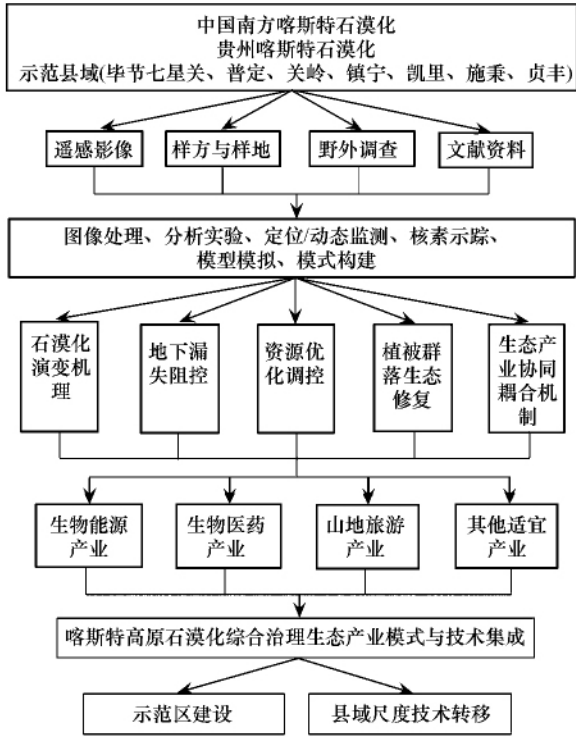 中国南方喀斯特石漠化
贵州喀斯特石漠化
示范县域(毕节七星关、普定、关岭、镇宁、凯里、施秉、贞丰)
遥感影像
样方与样地
野外调查
文献资料
图像处理、分析实验、定位/动态监测、核素示踪、
模型模拟、模式构建
石漠化
演变机
理
地下漏
失阻控
资源优
化调控
植被群
落生态
修复
生态产
业协同
耦合机
制
生物能源
产业
生物医药
产业
山地旅游
产业
其他适宜
产业
喀斯特高原石漠化综合治理生态产业模式与技术集成
示范区建设
县域尺度技术转移